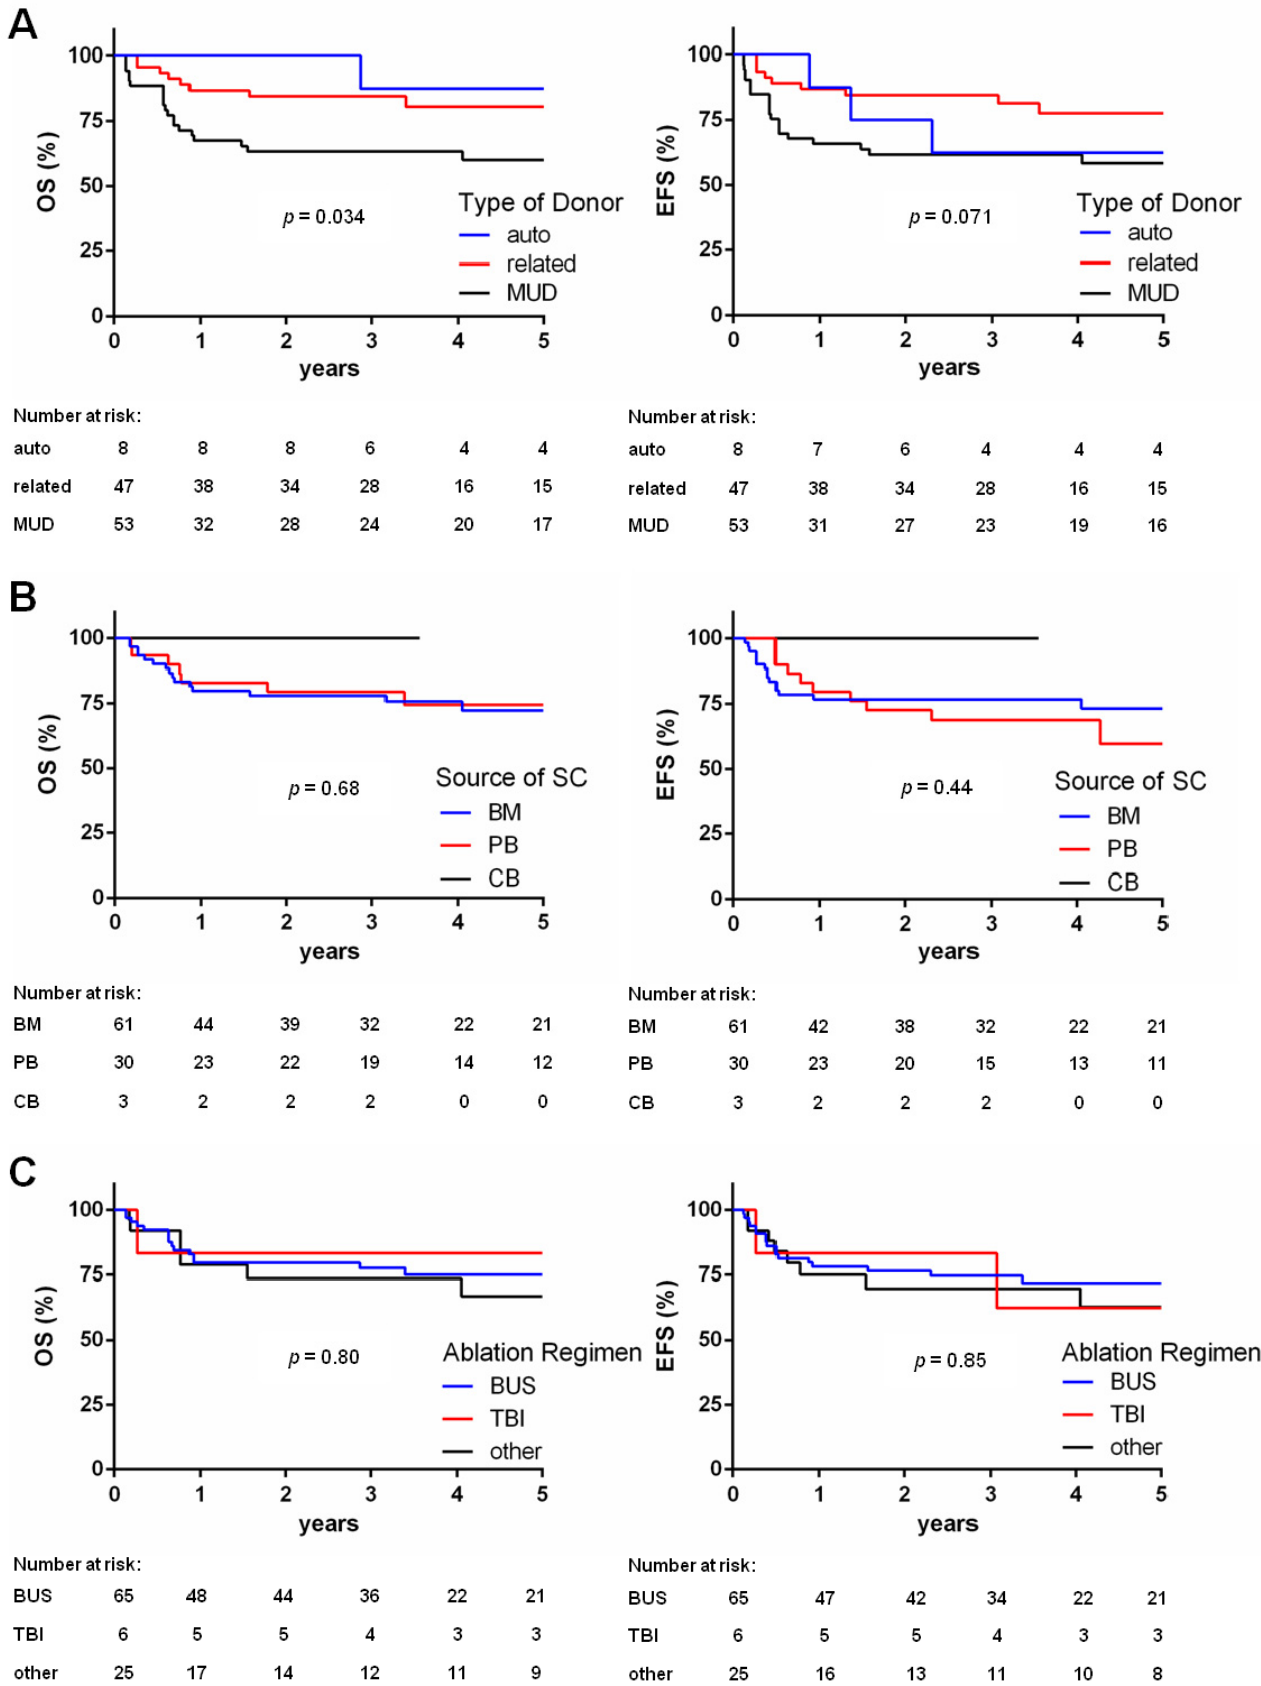 A
100
75
50
25
0
OS (%)
p = 0.034
Type of Donor
auto
related
MUD
0 1 2 3 4 5
years
100
75
50
25
0
EFS (%)
p = 0.071
Type of Donor
auto
related
MUD
0 1 2 3 4 5
years
Number at risk:
auto 8 8 8 6 4 4
related 47 38 34 28 16 15
MUD 53 32 28 24 20 17
Number at risk:
auto 8 7 6 4 4 4
related 47 38 34 28 16 15
MUD 53 31 27 23 19 16
B
100
75
50
25
0
OS (%)
p = 0.68
Source of SC
BM
PB
CB
0 1 2 3 4 5
years
100
75
50
25
0
EFS (%)
p = 0.44
Source of SC
BM
PB
CB
0 1 2 3 4 5
years
Number at risk:
BM 61 44 39 32 22 21
PB 30 23 22 19 14 12
CB 3 2 2 2 0 0
Number at risk:
BM 61 42 38 32 22 21
PB 30 23 20 15 13 11
CB 3 2 2 2 0 0
C
100
75
50
25
0
OS (%)
p = 0.80
Ablation Regimen
BUS
TBI
other
0 1 2 3 4 5
years
100
75
50
25
0
EFS (%)
p = 0.85
Ablation Regimen
BUS
TBI
other
0 1 2 3 4 5
years
Number at risk:
BUS 65 48 44 36 22 21
TBI 6 5 5 4 3 3
other 25 17 14 12 11 9
Number at risk:
BUS 65 47 42 34 22 21
TBI 6 5 5 4 3 3
other 25 16 13 11 10 8